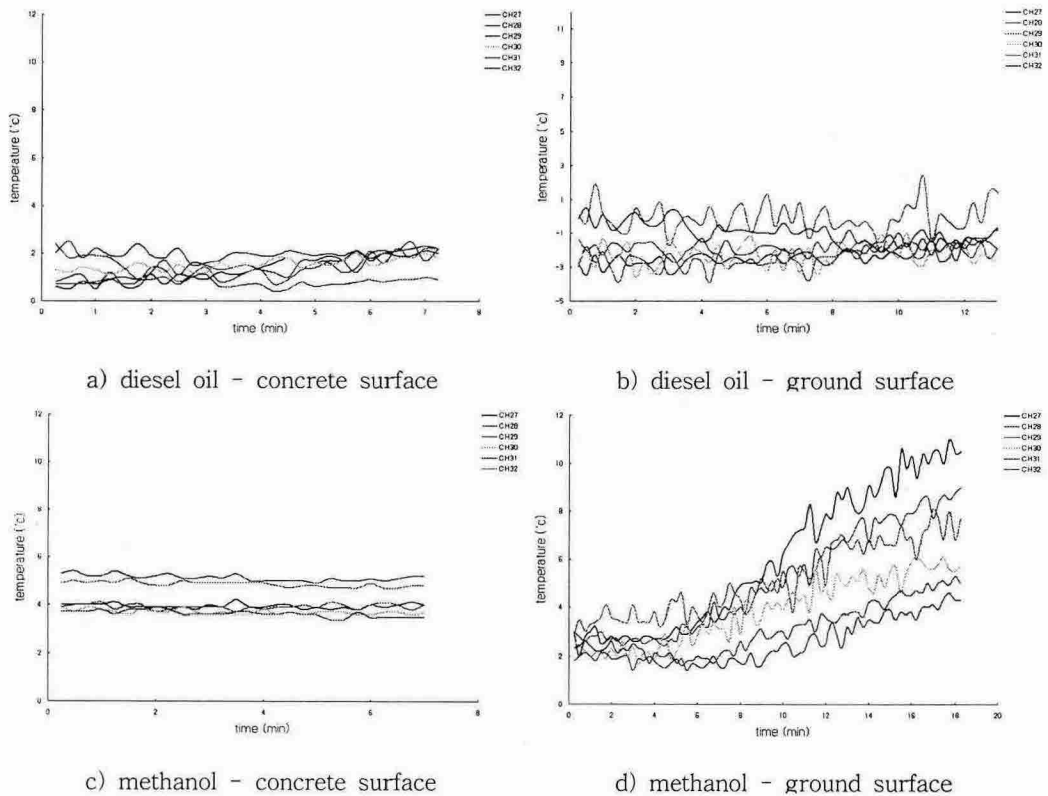 12
10
8
6
4
2
0
temperature (°c)
0 1 2 3 4 5 6 7 8
time (min)
CH27
CH28
CH29
CH30
CH31
CH32
a) diesel oil - concrete surface
11
9
7
5
3
1
-1
-3
-5
temperature (°c)
0 2 4 6 8 10 12
time (min)
CH27
CH28
CH29
CH30
CH31
CH32
b) diesel oil - ground surface
12
10
8
6
4
2
0
temperature (°c)
0 2 4 6 8
time (min)
CH27
CH28
CH29
CH30
CH31
CH32
c) methanol - concrete surface
12
10
8
6
4
2
0
temperature (°c)
0 2 4 6 8 10 12 14 16 18 20
time (min)
CH27
CH28
CH29
CH30
CH31
CH32
d) methanol - ground surface